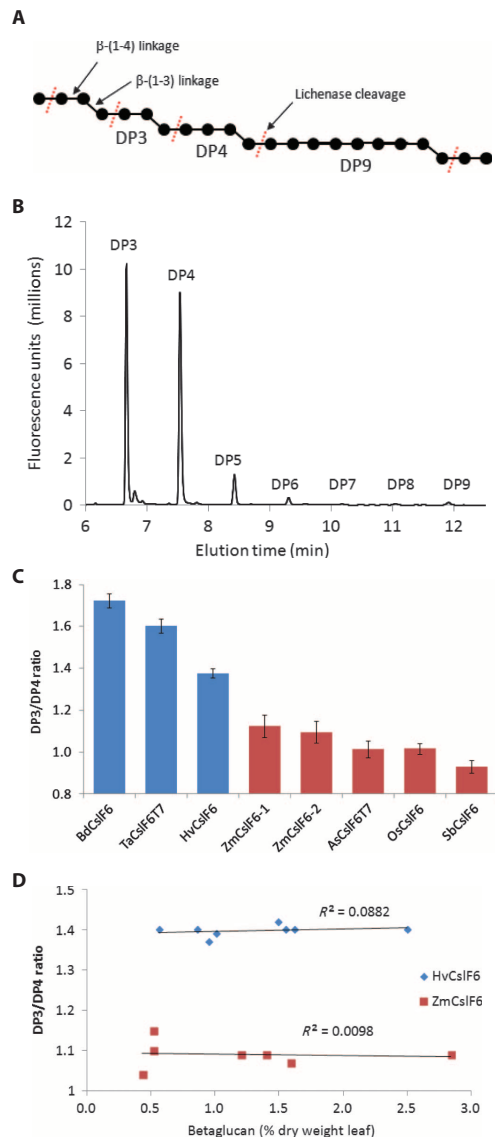 A
β-(1-4) linkage
β-(1-3) linkage
Lichenase cleavage
DP3
DP4
DP9
B
Fluorescence units (millions)
12
10
8
6
4
2
0
DP3
DP4
DP5
DP6
DP7
DP8
DP9
6 7 8 9 10 11 12
Elution time (min)
C
DP3/DP4 ratio
1.8
1.6
1.4
1.2
1.0
0.8
BdCslF6
TaCslF6T7
HvCslF6
ZmCslF6-1
ZmCslF6-2
AsCslF6T7
OsCslF6
SbCslF6
D
DP3/DP4 ratio
1.5
1.4
1.3
1.2
1.1
1
R² = 0.0882
HvCslF6
ZmCslF6
R² = 0.0098
0.0 0.5 1.0 1.5 2.0 2.5 3.0
Betaglucan (% dry weight leaf)